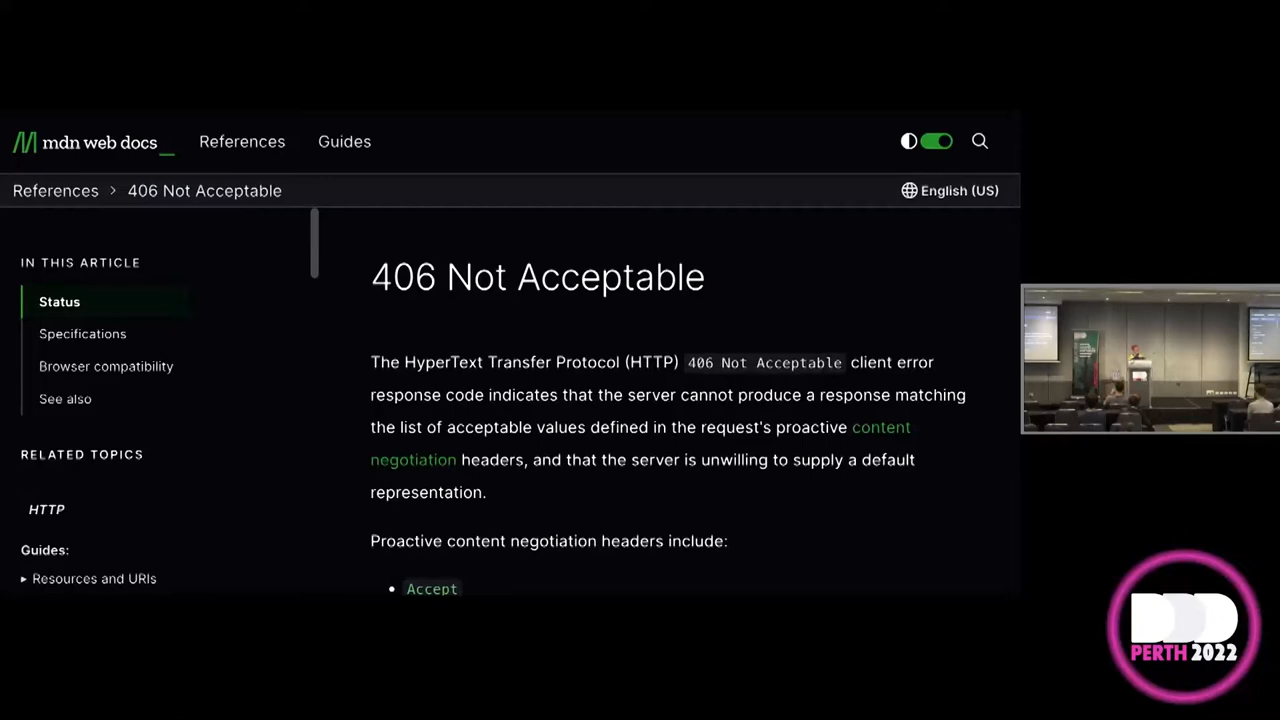 mdn web docs_
References
Guides
References > 406 Not Acceptable
English (US)
IN THIS ARTICLE
Status
Specifications
Browser compatibility
See also
RELATED TOPICS
HTTP
Guides:
Resources and URIs
406 Not Acceptable
The HyperText Transfer Protocol (HTTP) 406 Not Acceptable client error
response code indicates that the server cannot produce a response matching
the list of acceptable values defined in the request's proactive content
negotiation headers, and that the server is unwilling to supply a default
representation.
Proactive content negotiation headers include:
• Accept
DDD
PERTH 2022